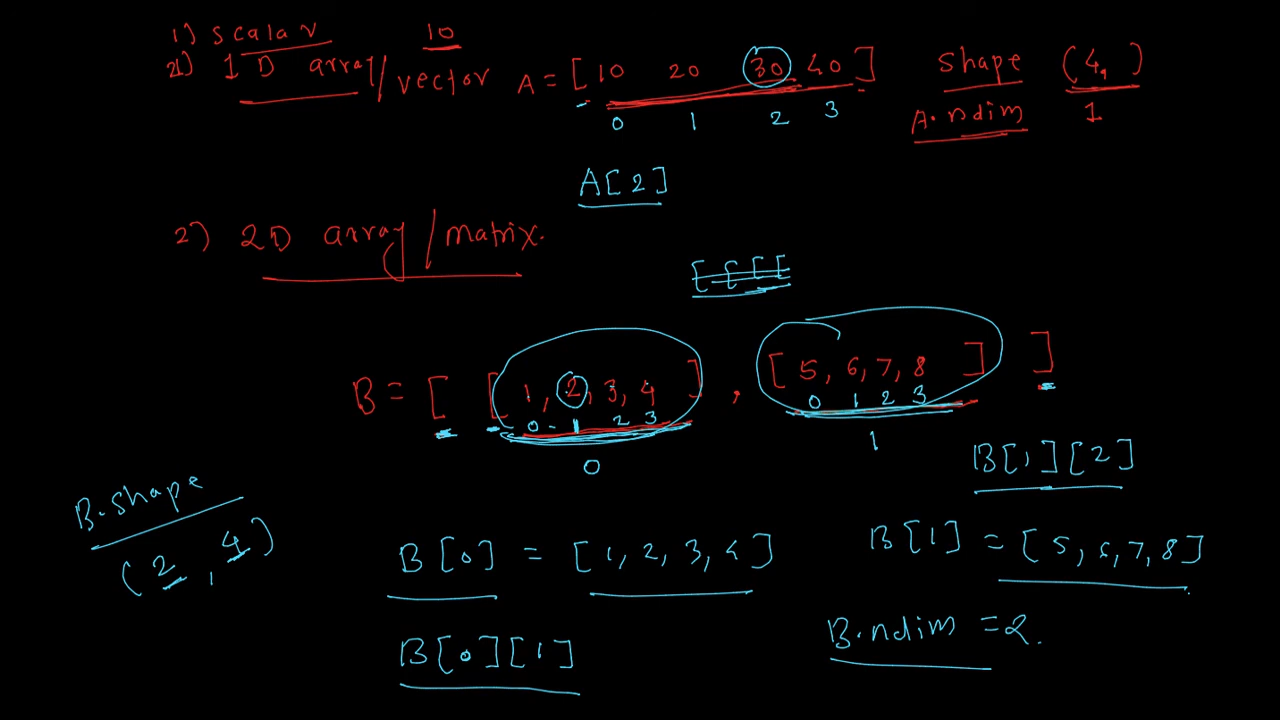 1) Scalar 10
2) 1D array/vector A = [ 10 20 30 40 ] Shape (4,)
A.ndim 1
0 1 2 3
A[2]
2) 2D array / matrix.
[ [ [ [
B = [ [ 1, 2, 3, 4 ] , [ 5, 6, 7, 8 ] ]
0 1 2 3 0 1 2 3
0 1
B[1][2]
B.shape
(2, 4)
B[0] = [1, 2, 3, 4] B[1] = [5, 6, 7, 8]
B[0][1] B.ndim = 2.